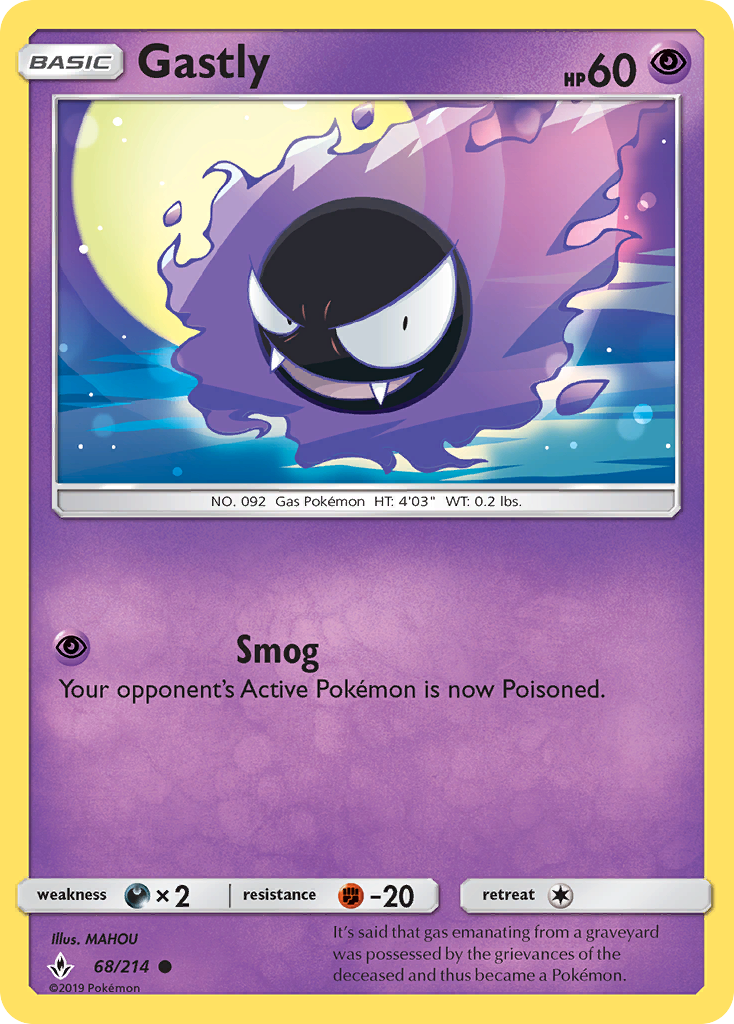 BASIC
Gastly
HP60
NO. 092 Gas Pokémon HT: 4'03" WT: 0.2 lbs.
Smog
Your opponent's Active Pokémon is now Poisoned.
weakness ×2 resistance -20 retreat
Illus. MAHOU
68/214
©2019 Pokémon
It's said that gas emanating from a graveyard
was possessed by the grievances of the
deceased and thus became a Pokémon.